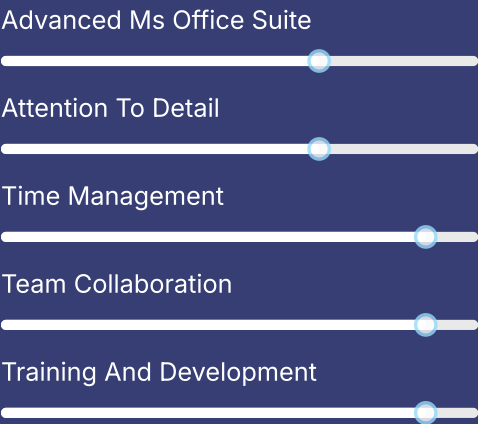 Advanced Ms Office Suite
Attention To Detail
Time Management
Team Collaboration
Training And Development